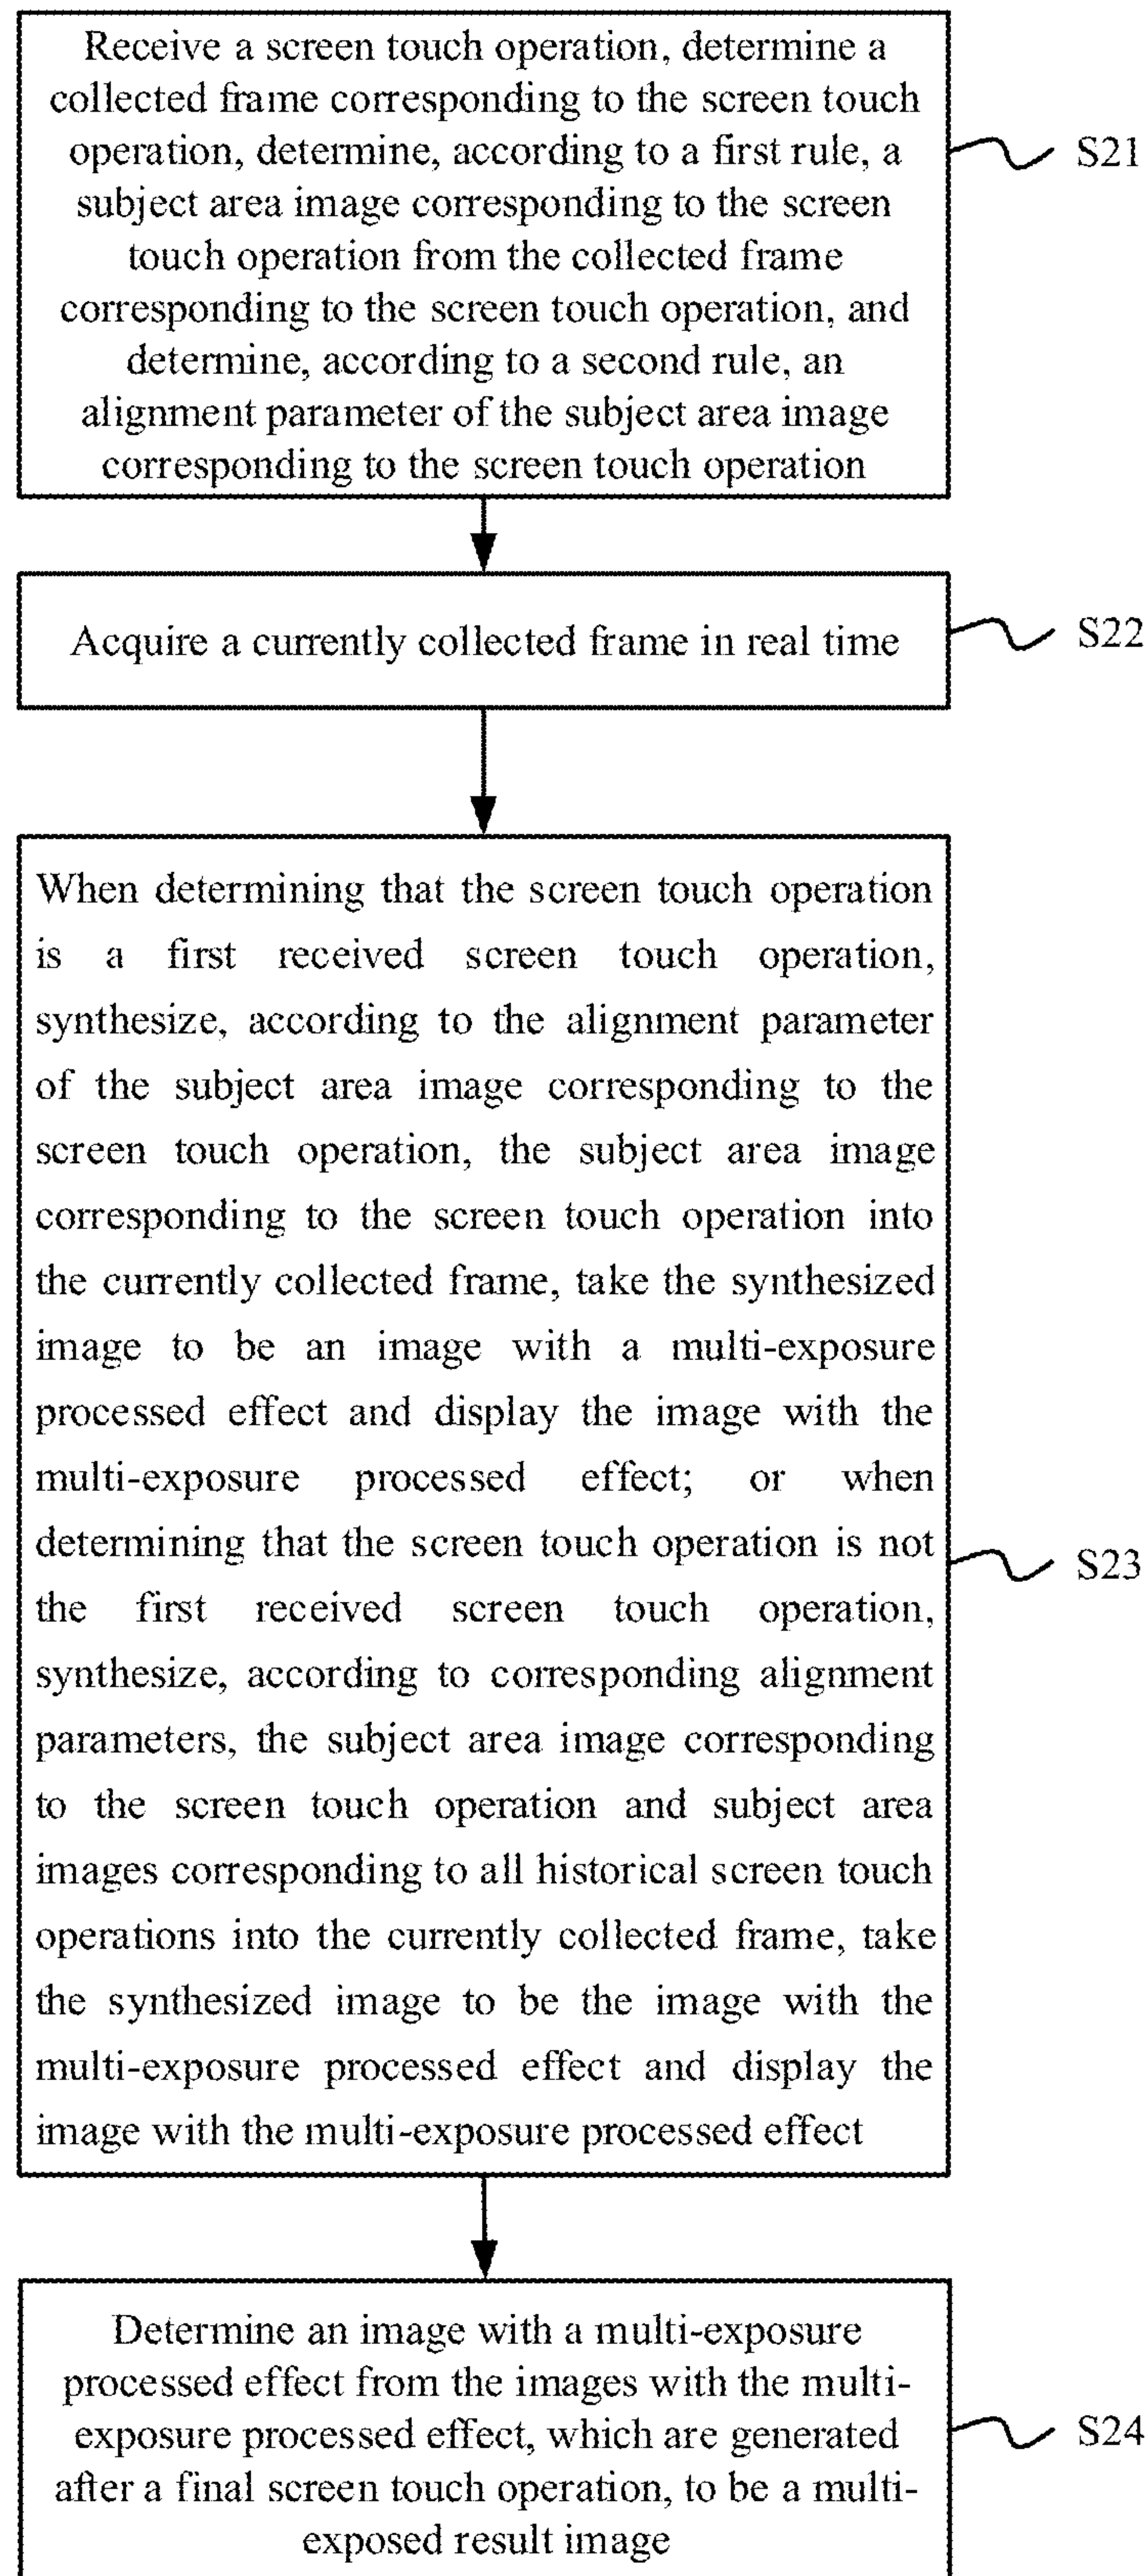 Receive a screen touch operation, determine a
collected frame corresponding to the screen touch
operation, determine, according to a first rule, a
subject area image corresponding to the screen
touch operation from the collected frame
corresponding to the screen touch operation, and
determine, according to a second rule, an
alignment parameter of the subject area image
corresponding to the screen touch operation
S21
Acquire a currently collected frame in real time
S22
When determining that the screen touch operation
is a first received screen touch operation,
synthesize, according to the alignment parameter
of the subject area image corresponding to the
screen touch operation, the subject area image
corresponding to the screen touch operation into
the currently collected frame, take the synthesized
image to be an image with a multi-exposure
processed effect and display the image with the
multi-exposure processed effect; or when
determining that the screen touch operation is not
the first received screen touch operation,
synthesize, according to corresponding alignment
parameters, the subject area image corresponding
to the screen touch operation and subject area
images corresponding to all historical screen touch
operations into the currently collected frame, take
the synthesized image to be the image with the
multi-exposure processed effect and display the
image with the multi-exposure processed effect
S23
Determine an image with a multi-exposure
processed effect from the images with the multi-
exposure processed effect, which are generated
after a final screen touch operation, to be a multi-
exposed result image
S24